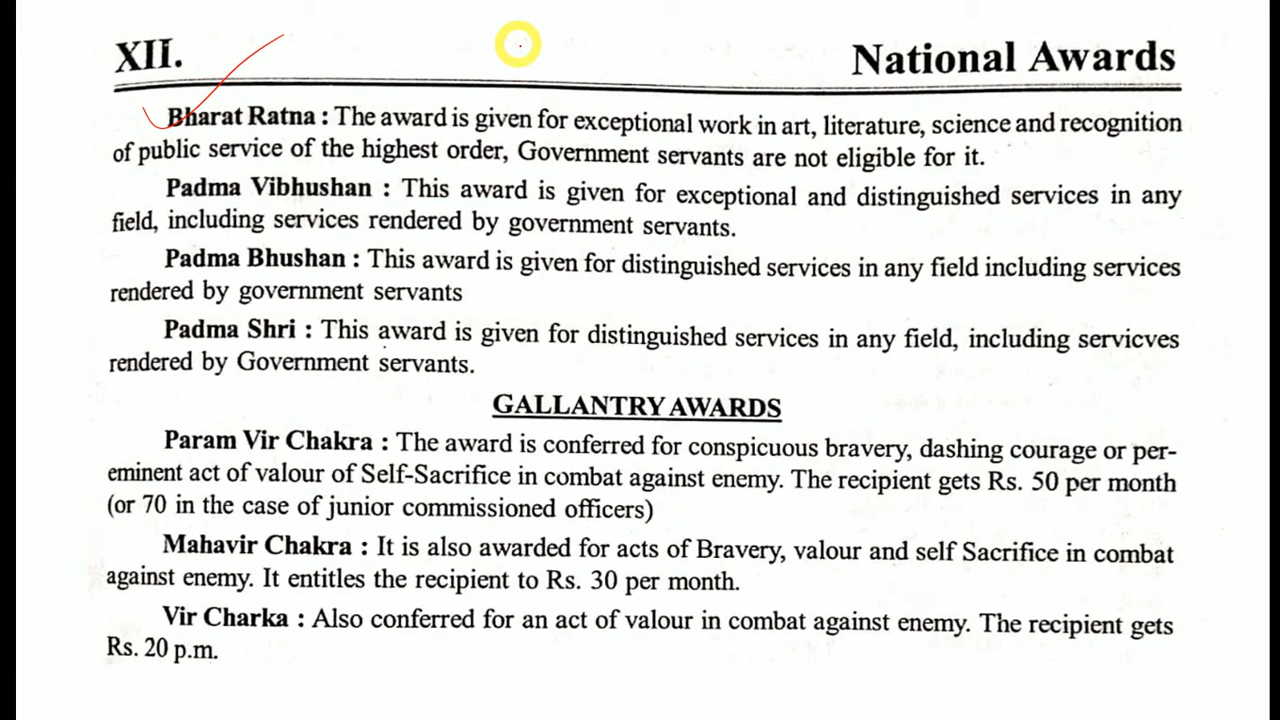 XII. National Awards
Bharat Ratna : The award is given for exceptional work in art, literature, science and recognition
of public service of the highest order, Government servants are not eligible for it.
Padma Vibhushan : This award is given for exceptional and distinguished services in any
field, including services rendered by government servants.
Padma Bhushan : This award is given for distinguished services in any field including services
rendered by government servants
Padma Shri : This award is given for distinguished services in any field, including servicves
rendered by Government servants.
GALLANTRY AWARDS
Param Vir Chakra : The award is conferred for conspicuous bravery, dashing courage or per-
eminent act of valour of Self-Sacrifice in combat against enemy. The recipient gets Rs. 50 per month
(or 70 in the case of junior commissioned officers)
Mahavir Chakra : It is also awarded for acts of Bravery, valour and self Sacrifice in combat
against enemy. It entitles the recipient to Rs. 30 per month.
Vir Charka : Also conferred for an act of valour in combat against enemy. The recipient gets
Rs. 20 p.m.